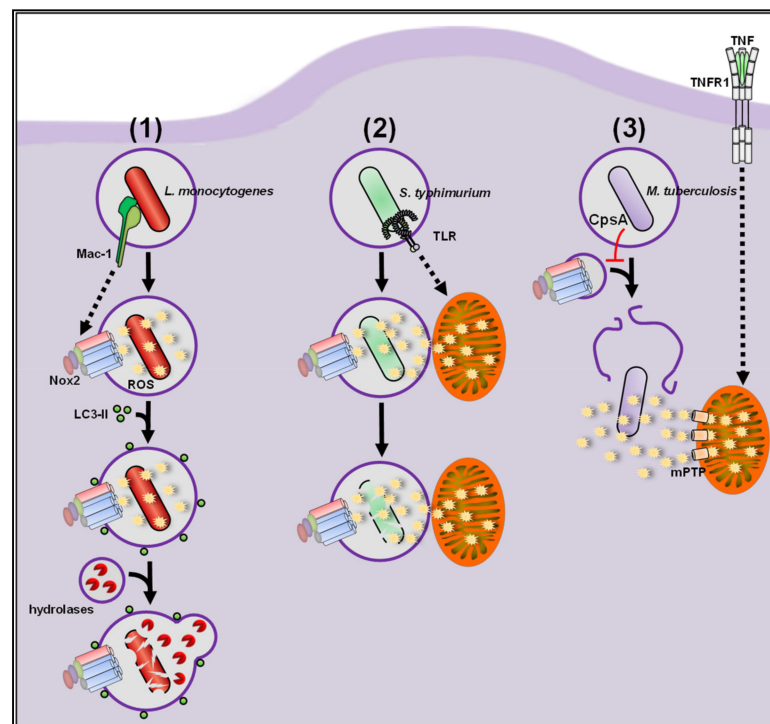 TNF
TNFR1
(1)
(2)
(3)
L. monocytogenes
S. typhimurium
M. tuberculosis
CpsA
TLR
Mac-1
Nox2
ROS
LC3-II
mPTP
hydrolases